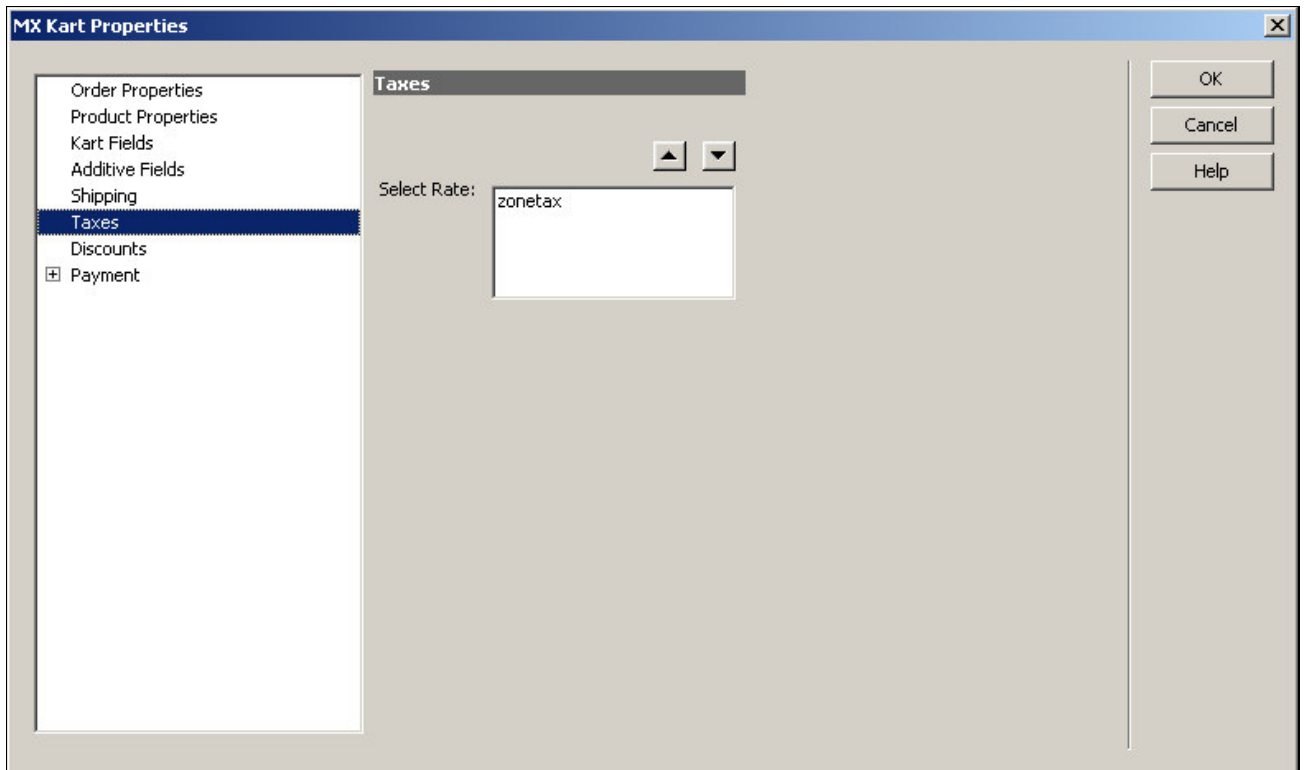 MX Kart Properties
Order Properties
Product Properties
Kart Fields
Additive Fields
Shipping
Taxes
Discounts
Payment
Taxes
Select Rate:
zonetax
OK
Cancel
Help